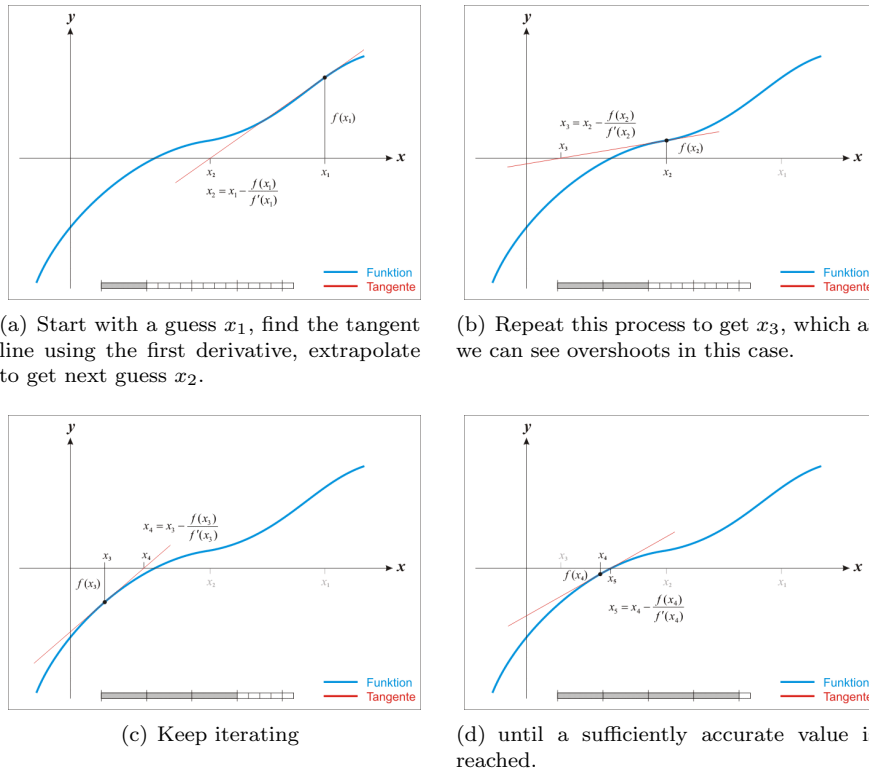 y
f(x₁)
x
x₂
x₁
x₂ = x₁ − f(x₁)/f′(x₁)
Funktion
Tangente
(a) Start with a guess x₁, find the tangent
line using the first derivative, extrapolate
to get next guess x₂.
y
x₃ = x₂ − f(x₂)/f′(x₂)
x₃
f(x₂)
x
x₂
x₁
Funktion
Tangente
(b) Repeat this process to get x₃, which a
we can see overshoots in this case.
y
x₄ = x₃ − f(x₃)/f′(x₃)
x₃
x₄
x
f(x₃)
x₂
x₁
Funktion
Tangente
(c) Keep iterating
y
x₃
x₄
x
f(x₄)
x₅
x₂
x₁
x₅ = x₄ − f(x₄)/f′(x₄)
Funktion
Tangente
(d) until a sufficiently accurate value i
reached.